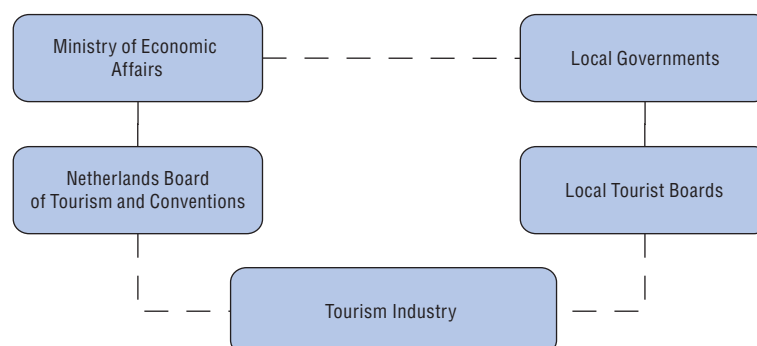 Ministry of Economic
Affairs
Local Governments
Netherlands Board
of Tourism and Conventions
Local Tourist Boards
Tourism Industry